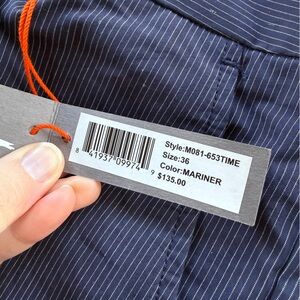 Style:M081-653TIME
Size:36
Color:MARINER
$135.00
8 41937 09974 9